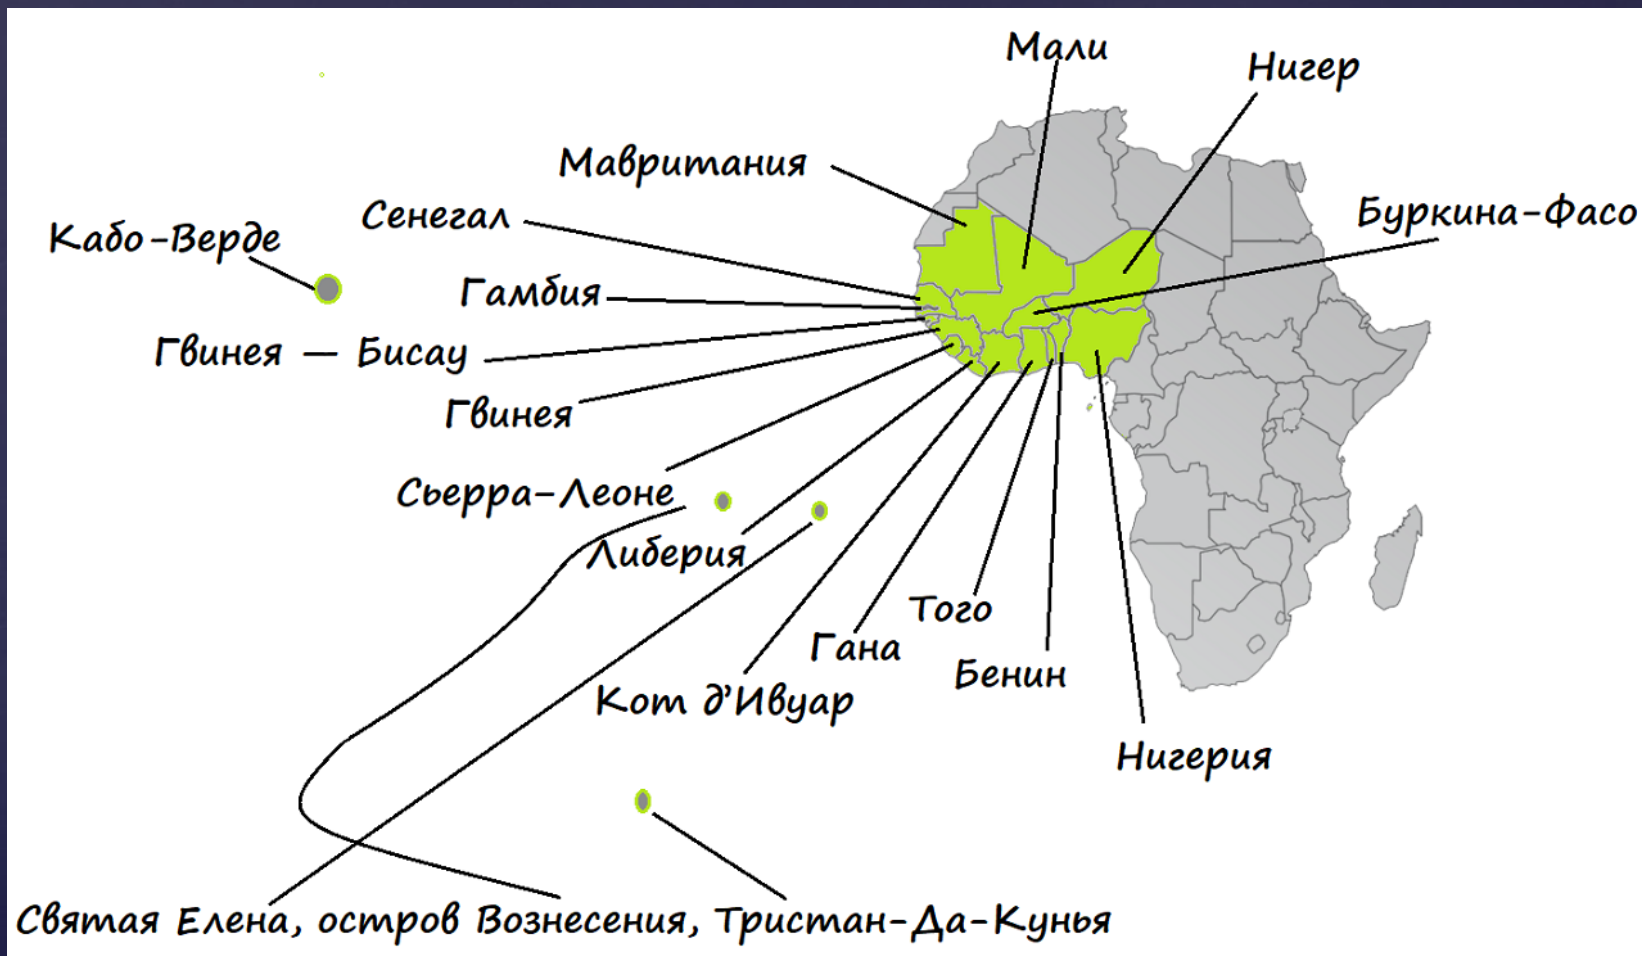 Мали
Нигер
Мавритания
Сенегал
Буркина-Фасо
Кабо-Верде
Гамбия
Гвинея — Бисау
Гвинея
Сьерра-Леоне
Либерия
Того
Гана
Бенин
Кот д'Ивуар
Нигерия
Святая Елена, остров Вознесения, Тристан-Да-Кунья